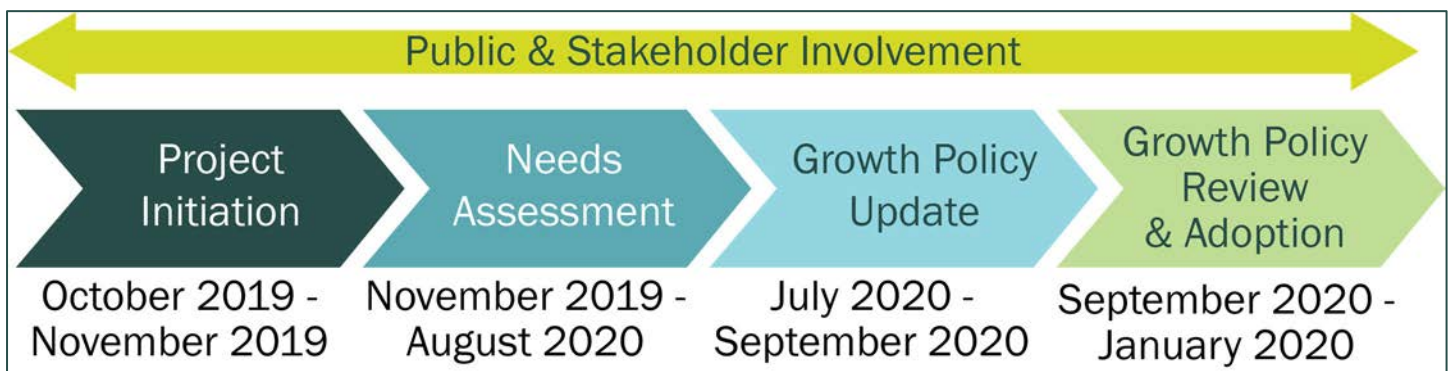 Public & Stakeholder Involvement
Project
Initiation
Needs
Assessment
Growth Policy
Update
Growth Policy
Review
& Adoption
October 2019 -
November 2019
November 2019 -
August 2020
July 2020 -
September 2020
September 2020 -
January 2020